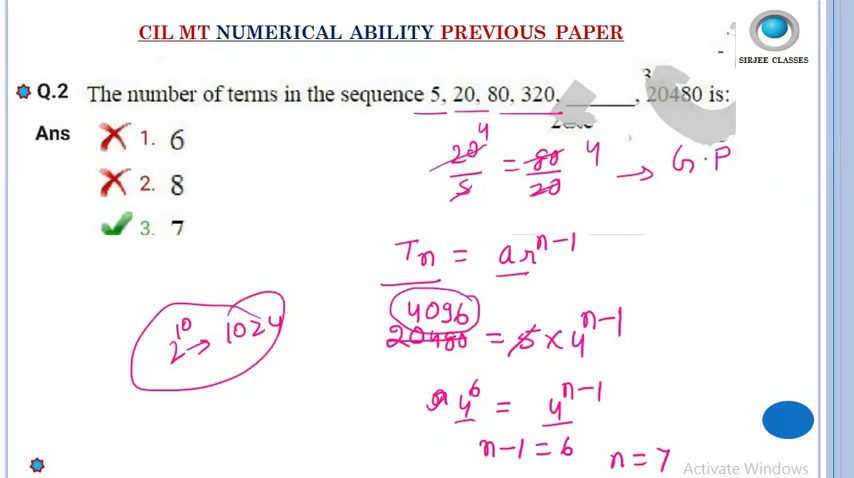 CIL MT NUMERICAL ABILITY PREVIOUS PAPER
SIRJEE CLASSES
Q.2 The number of terms in the sequence 5, 20, 80, 320, ______, 20480 is:
Ans 1. 6
2. 8
3. 7
20/5 4 = 80/20 4 → G.P
Tn = ar^n-1
4096
20480 = 5 × 4^n-1
2^10 → 1024
4^6 = 4^n-1
n-1 = 6
n = 7
Activate Windows